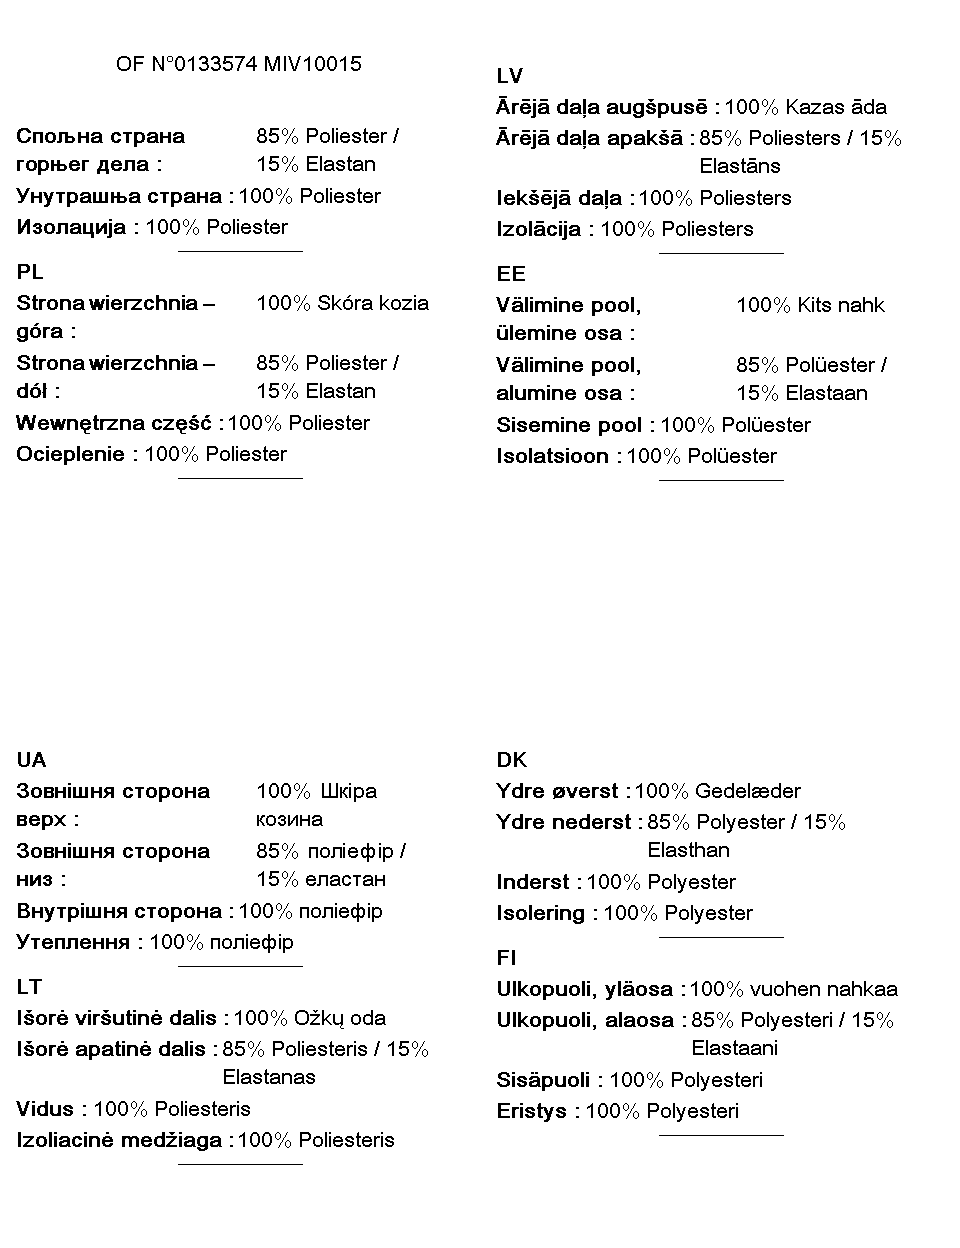 OF N°0133574 MIV10015
Спољна страна 85% Poliester /
горњег дела : 15% Elastan
Унутрашња страна : 100% Poliester
Изолација : 100% Poliester
PL
Strona wierzchnia – 100% Skóra kozia
góra :
Strona wierzchnia – 85% Poliester /
dół : 15% Elastan
Wewnętrzna część : 100% Poliester
Ocieplenie : 100% Poliester
LV
Ārējā daļa augšpusē : 100% Kazas āda
Ārējā daļa apakšā : 85% Poliesters / 15%
Elastāns
Iekšējā daļa : 100% Poliesters
Izolācija : 100% Poliesters
EE
Välimine pool, 100% Kits nahk
ülemine osa :
Välimine pool, 85% Polüester /
alumine osa : 15% Elastaan
Sisemine pool : 100% Polüester
Isolatsioon : 100% Polüester
UA
Зовнішня сторона 100% Шкіра
верх : козина
Зовнішня сторона 85% поліефір /
низ : 15% еластан
Внутрішня сторона : 100% поліефір
Утеплення : 100% поліефір
LT
Išorė viršutinė dalis : 100% Ožkų oda
Išorė apatinė dalis : 85% Poliesteris / 15%
Elastanas
Vidus : 100% Poliesteris
Izoliacinė medžiaga : 100% Poliesteris
DK
Ydre øverst : 100% Gedelæder
Ydre nederst : 85% Polyester / 15%
Elasthan
Inderst : 100% Polyester
Isolering : 100% Polyester
FI
Ulkopuoli, yläosa : 100% vuohen nahkaa
Ulkopuoli, alaosa : 85% Polyesteri / 15%
Elastaani
Sisäpuoli : 100% Polyesteri
Eristys : 100% Polyesteri